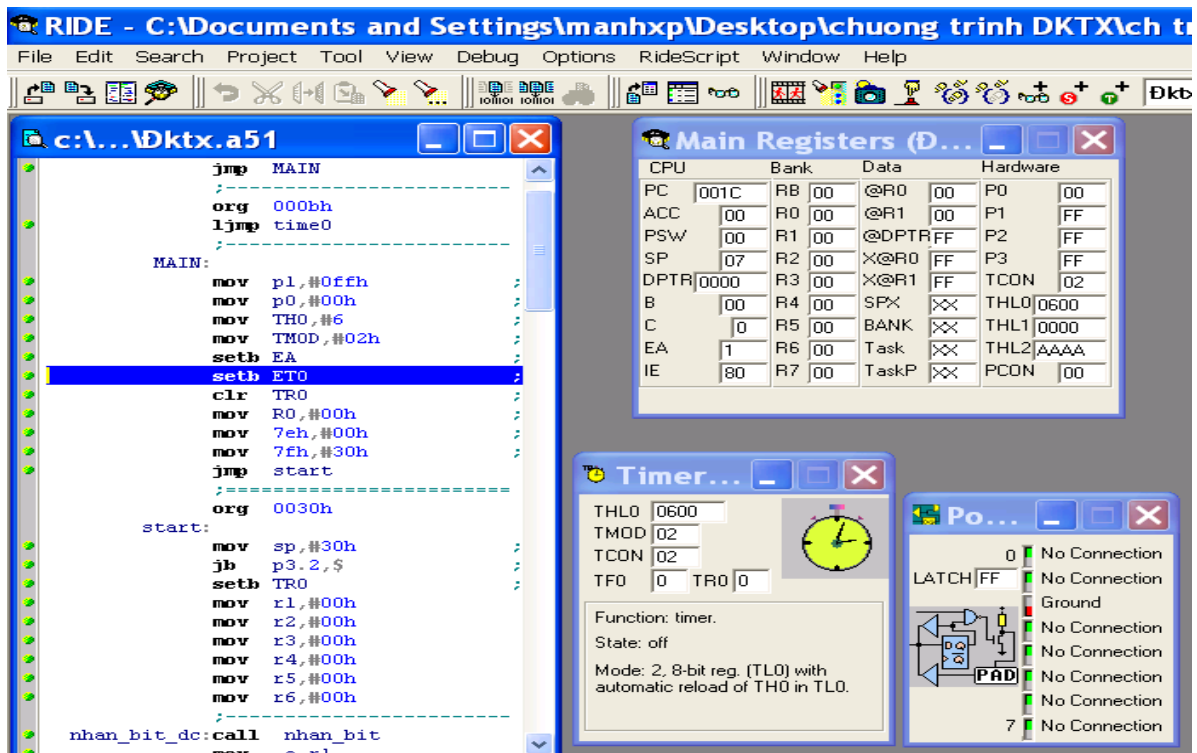 RIDE - C:\Documents and Settings\manhxp\Desktop\chuong trinh DKTX\ch tr
File Edit Search Project Tool View Debug Options RideScript Window Help
Đktx
c:\...\Đktx.a51
jmp MAIN
;------------------------
org 000bh
ljmp time0
;------------------------
MAIN:
mov p1,#0ffh ;
mov p0,#00h ;
mov TH0,#6 ;
mov TMOD,#02h ;
setb EA ;
setb ET0 ;
clr TR0 ;
mov R0,#00h ;
mov 7eh,#00h ;
mov 7fh,#30h ;
jmp start
;========================
org 0030h
start:
mov sp,#30h ;
jb p3.2,$ ;
setb TR0 ;
mov r1,#00h
mov r2,#00h
mov r3,#00h
mov r4,#00h
mov r5,#00h
mov r6,#00h
;------------------------
nhan_bit_dc:call nhan_bit
Main Registers (Đ...
CPU Bank Data Hardware
PC 001C RB 00 @R0 00 P0 00
ACC 00 R0 00 @R1 00 P1 FF
PSW 00 R1 00 @DPTR FF P2 FF
SP 07 R2 00 X@R0 FF P3 FF
DPTR 0000 R3 00 X@R1 FF TCON 02
B 00 R4 00 SPX XX THL0 0600
C 0 R5 00 BANK XX THL1 0000
EA 1 R6 00 Task XX THL2 AAAA
IE 80 R7 00 TaskP XX PCON 00
Timer...
THL0 0600
TMOD 02
TCON 02
TF0 0 TR0 0
Function: timer.
State: off
Mode: 2, 8-bit reg. (TL0) with
automatic reload of TH0 in TL0.
Po...
0 No Connection
LATCH FF No Connection
Ground
No Connection
DQ No Connection
Q
PAD No Connection
No Connection
7 No Connection